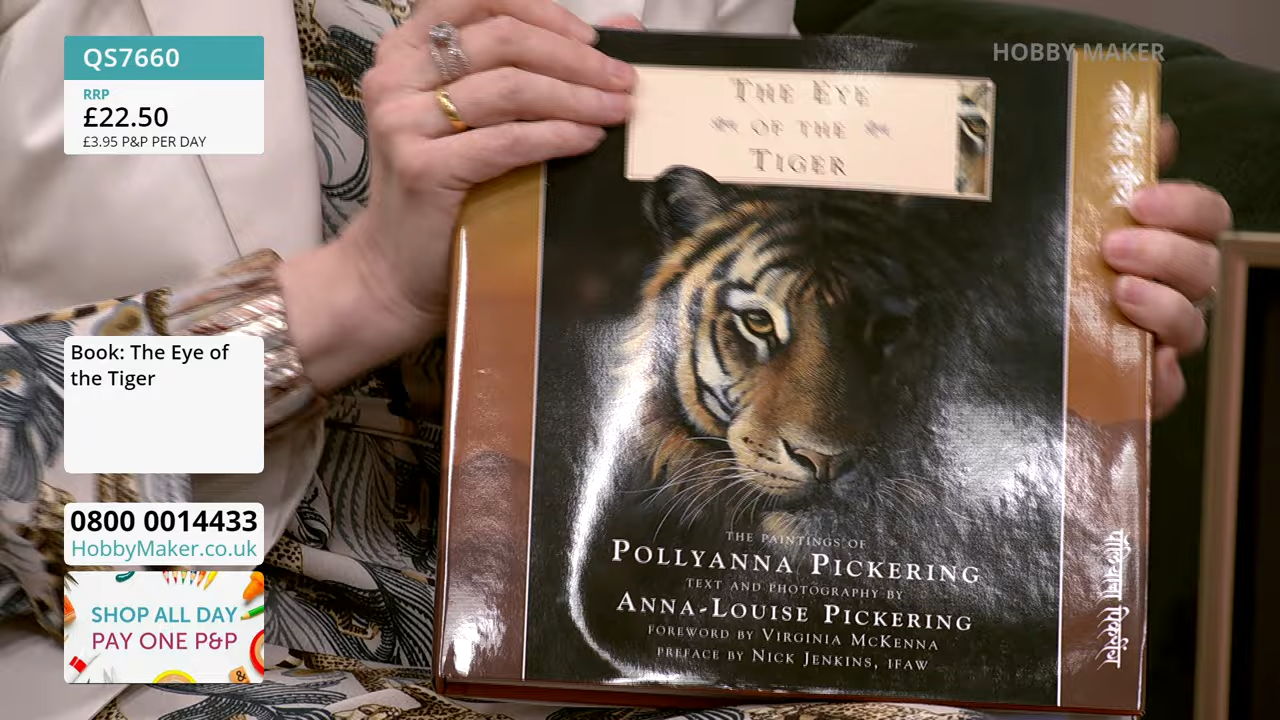 QS7660
RRP
£22.50
£3.95 P&P PER DAY
Book: The Eye of
the Tiger
0800 0014433
HobbyMaker.co.uk
SHOP ALL DAY
PAY ONE P&P
&
HOBBY MAKER
THE EYE
OF THE
TIGER
THE PAINTINGS OF
POLLYANNA PICKERING
TEXT AND PHOTOGRAPHY BY
ANNA-LOUISE PICKERING
FOREWORD BY VIRGINIA MCKENNA
PREFACE BY NICK JENKINS, IFAW